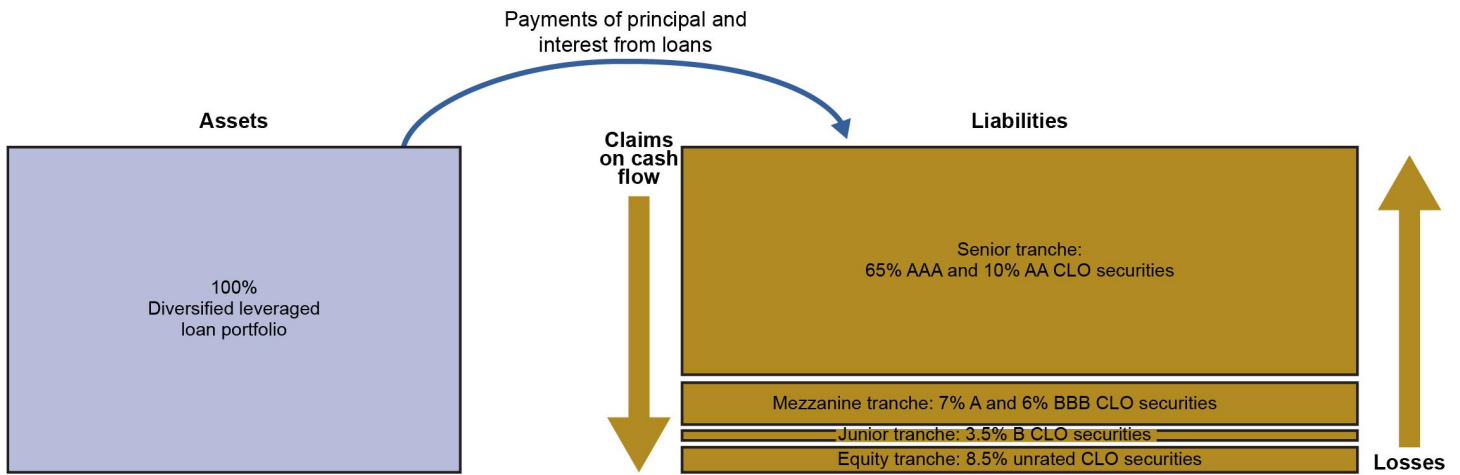 Payments of principal and
interest from loans
Assets
Liabilities
Claims
on cash
flow
100%
Diversified leveraged
loan portfolio
Senior tranche:
65% AAA and 10% AA CLO securities
Mezzanine tranche: 7% A and 6% BBB CLO securities
Junior tranche: 3.5% B CLO securities
Equity tranche: 8.5% unrated CLO securities
Losses